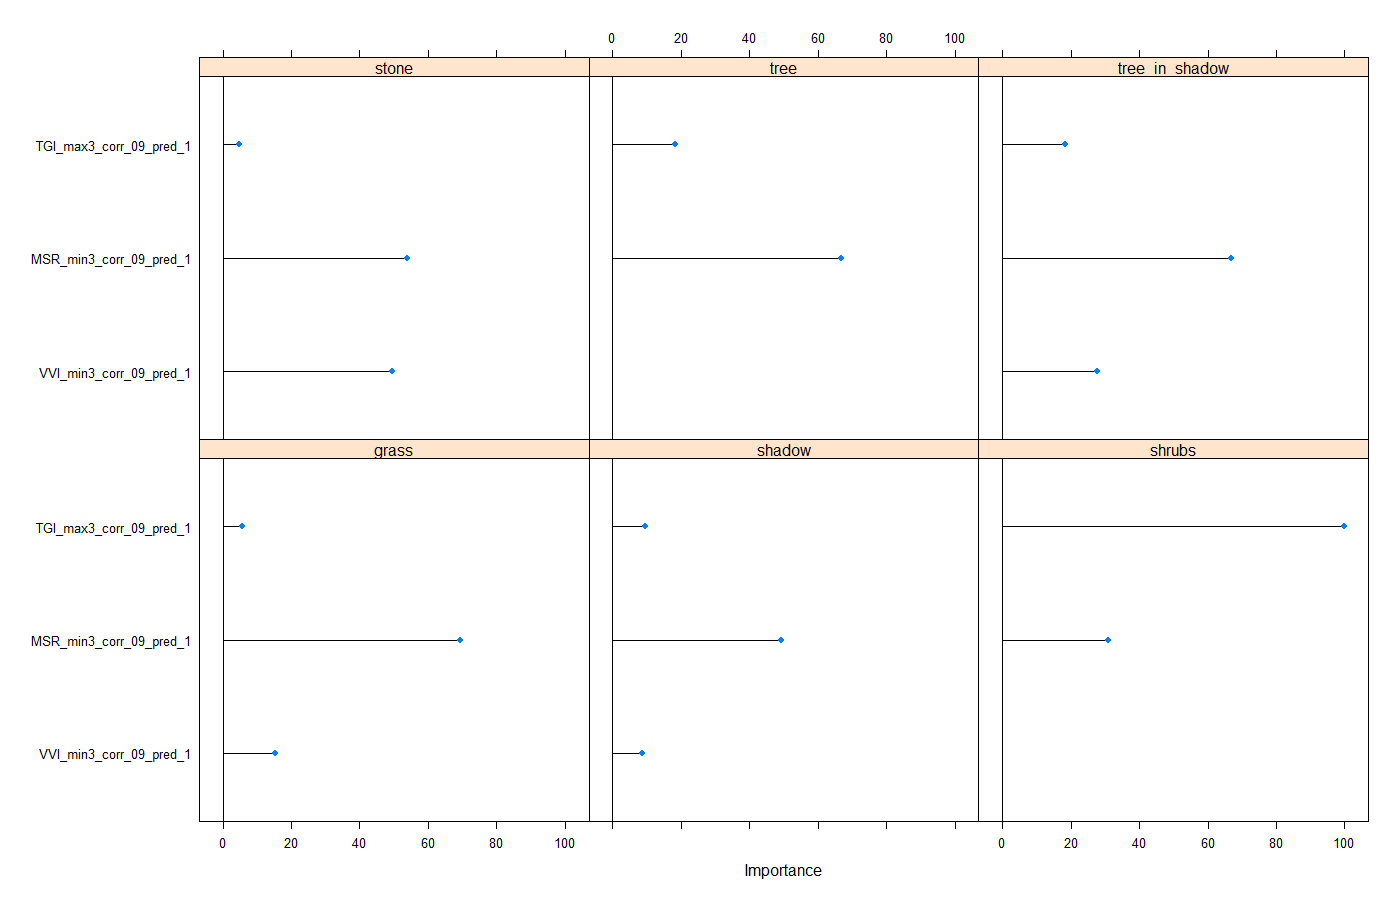 0 20 40 60 80 100
stone tree tree_in_shadow
TGI_max3_corr_09_pred_1
MSR_min3_corr_09_pred_1
VVI_min3_corr_09_pred_1
grass shadow shrubs
TGI_max3_corr_09_pred_1
MSR_min3_corr_09_pred_1
VVI_min3_corr_09_pred_1
0 20 40 60 80 100 0 20 40 60 80 100
Importance